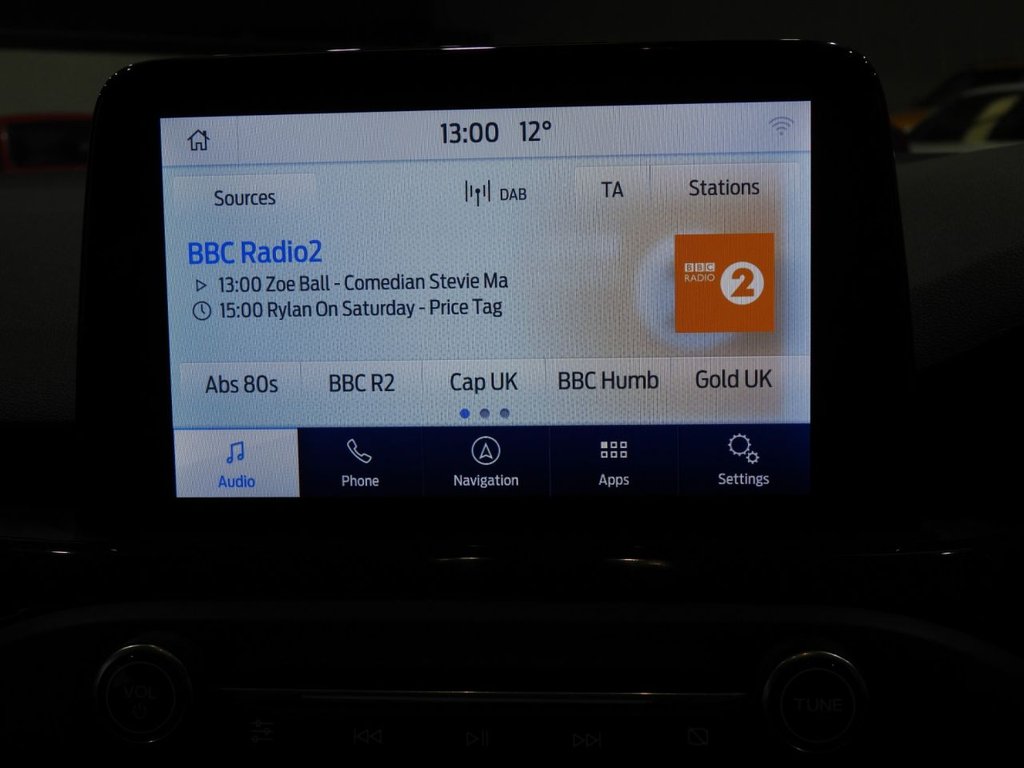 13:00 12°
Sources DAB TA Stations
BBC Radio2
13:00 Zoe Ball - Comedian Stevie Ma
15:00 Rylan On Saturday - Price Tag
BBC
RADIO 2
Abs 80s BBC R2 Cap UK BBC Humb Gold UK
Audio Phone Navigation Apps Settings
VOL TUNE